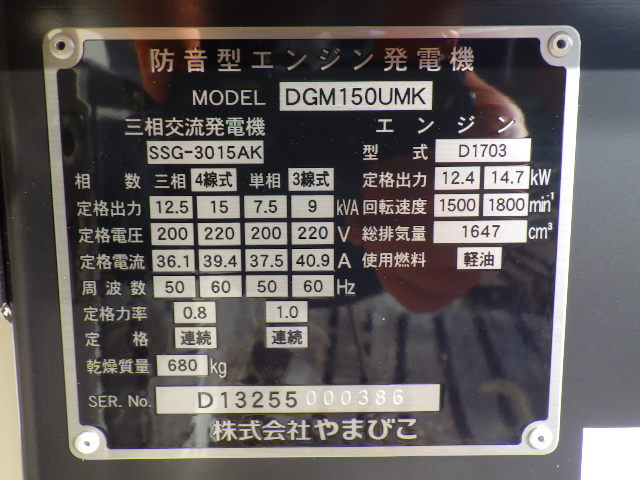 防音型エンジン発電機
MODEL DGM150UMK
三相交流発電機
SSG-3015AK
相数 三相 4線式 単相 3線式
定格出力 12.5 15 7.5 9 kVA
定格電圧 200 220 200 220 V
定格電流 36.1 39.4 37.5 40.9 A
周波数 50 60 50 60 Hz
定格力率 0.8 1.0
定格 連続 連続
乾燥質量 680 kg
エンジン
型式 D1703
定格出力 12.4 14.7 kW
回転速度 1500 1800 min⁻¹
総排気量 1647 cm³
使用燃料 軽油
SER. No. D13255 000386
株式会社やまびこ